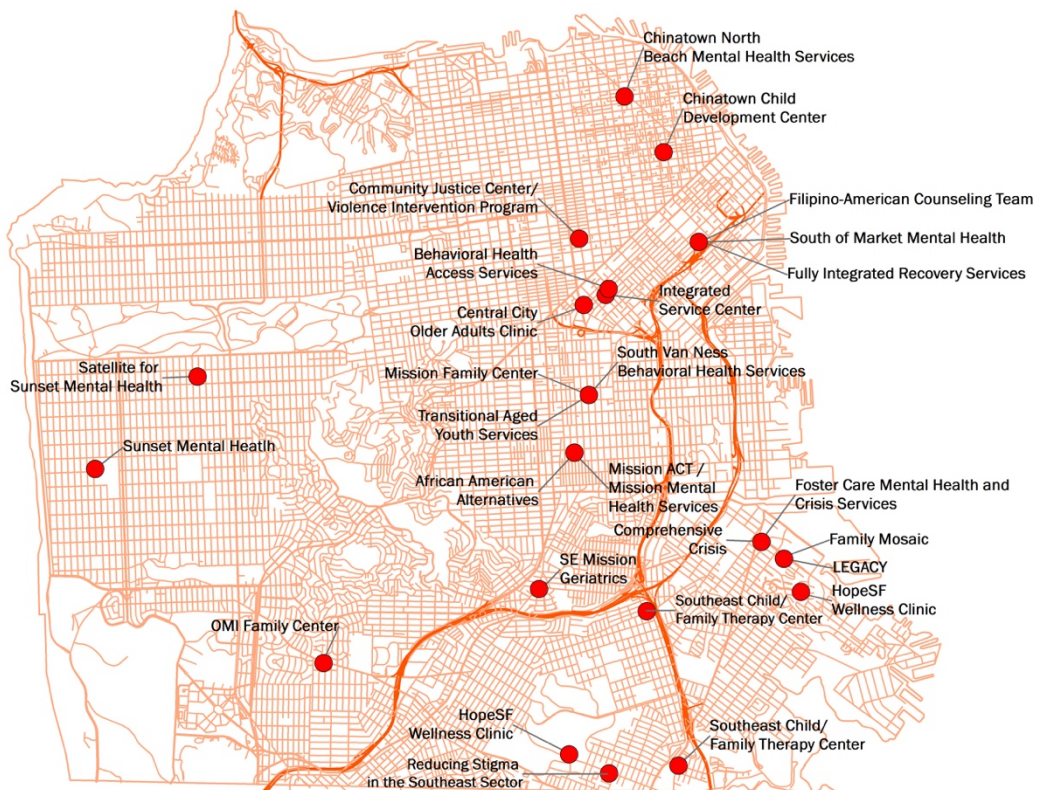 Chinatown North
Beach Mental Health Services
Chinatown Child
Development Center
Community Justice Center/
Violence Intervention Program
Filipino-American Counseling Team
South of Market Mental Health
Fully Integrated Recovery Services
Behavioral Health
Access Services
Integrated
Service Center
Central City
Older Adults Clinic
South Van Ness
Behavioral Health Services
Mission Family Center
Satellite for
Sunset Mental Health
Transitional Aged
Youth Services
Sunset Mental Heatlh
African American
Alternatives
Mission ACT /
Mission Mental
Health Services
Foster Care Mental Health and
Crisis Services
Comprehensive
Crisis
Family Mosaic
LEGACY
SE Mission
Geriatrics
HopeSF
Wellness Clinic
Southeast Child/
Family Therapy Center
OMI Family Center
HopeSF
Wellness Clinic
Southeast Child/
Family Therapy Center
Reducing Stigma
in the Southeast Sector